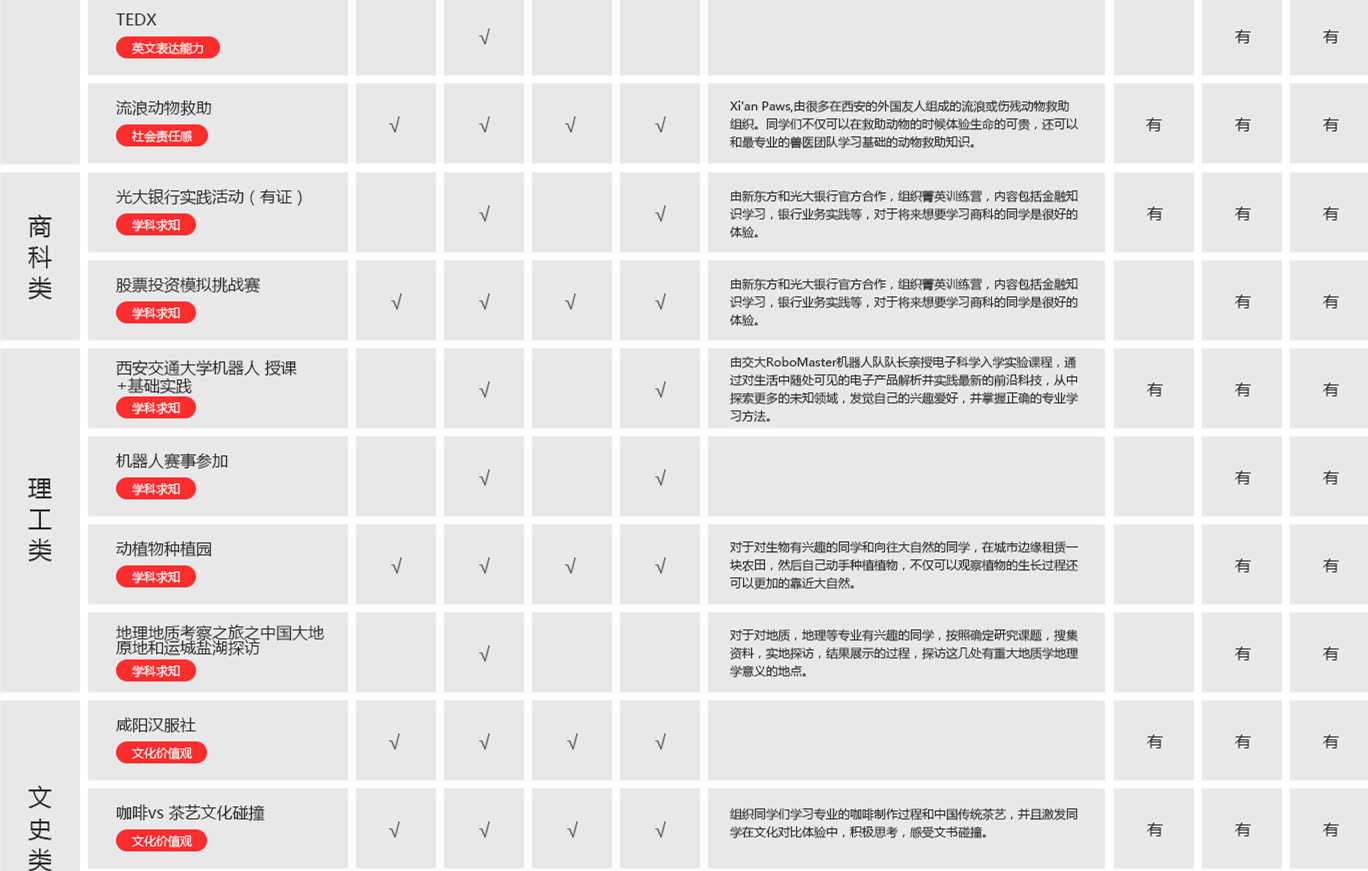 TEDX
英文表达能力
√
有
有
流浪动物救助
社会责任感
√
√
√
√
Xi'an Paws,由很多在西安的外国友人组成的流浪或伤残动物救助
组织。同学们不仅可以在救助动物的时候体验生命的可贵，还可以
和最专业的兽医团队学习基础的动物救助知识。
有
有
有
商
科
类
光大银行实践活动（有证）
学科求知
√
√
由新东方和光大银行官方合作，组织菁英训练营，内容包括金融知
识学习，银行业务实践等，对于将来想要学习商科的同学是很好的
体验。
有
有
有
股票投资模拟挑战赛
学科求知
√
√
√
√
由新东方和光大银行官方合作，组织菁英训练营，内容包括金融知
识学习，银行业务实践等，对于将来想要学习商科的同学是很好的
体验。
有
有
理
工
类
西安交通大学机器人 授课
+基础实践
学科求知
√
√
由交大RoboMaster机器人队队长亲授电子科学入学实验课程，通
过对生活中随处可见的电子产品解析并实践最新的前沿科技，从中
探索更多的未知领域，发觉自己的兴趣爱好，并掌握正确的专业学
习方法。
有
有
有
机器人赛事参加
学科求知
√
√
有
有
动植物种植园
学科求知
√
√
√
√
对于对生物有兴趣的同学和向往大自然的同学，在城市边缘租赁一
块农田，然后自己动手种植植物，不仅可以观察植物的生长过程还
可以更加的靠近大自然。
有
有
地理地质考察之旅之中国大地
原地和运城盐湖探访
学科求知
√
对于对地质，地理等专业有兴趣的同学，按照确定研究课题，搜集
资料，实地探访，结果展示的过程，探访这几处有重大地质学地理
学意义的地点。
有
有
文
史
类
咸阳汉服社
文化价值观
√
√
√
√
有
有
有
咖啡vs 茶艺文化碰撞
文化价值观
√
√
√
√
组织同学们学习专业的咖啡制作过程和中国传统茶艺，并且激发同
学在文化对比体验中，积极思考，感受文书碰撞。
有
有
有